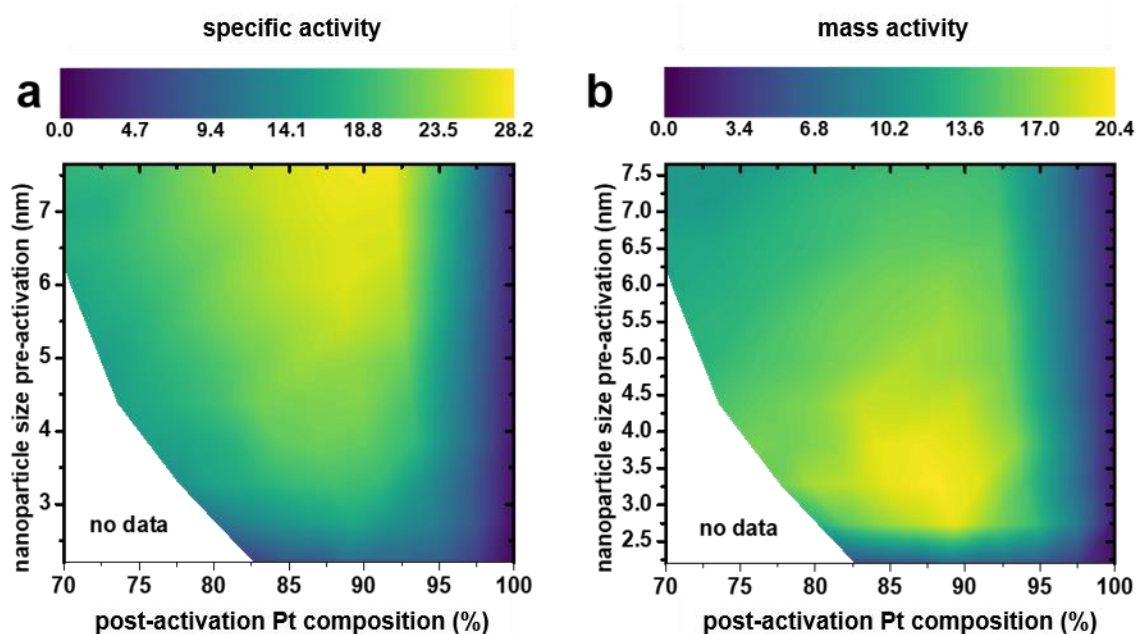 specific activity
a
0.0 4.7 9.4 14.1 18.8 23.5 28.2
nanoparticle size pre-activation (nm)
7
6
5
4
3
no data
70 75 80 85 90 95 100
post-activation Pt composition (%)
mass activity
b
0.0 3.4 6.8 10.2 13.6 17.0 20.4
nanoparticle size pre-activation (nm)
7.5
7.0
6.5
6.0
5.5
5.0
4.5
4.0
3.5
3.0
2.5
no data
70 75 80 85 90 95 100
post-activation Pt composition (%)